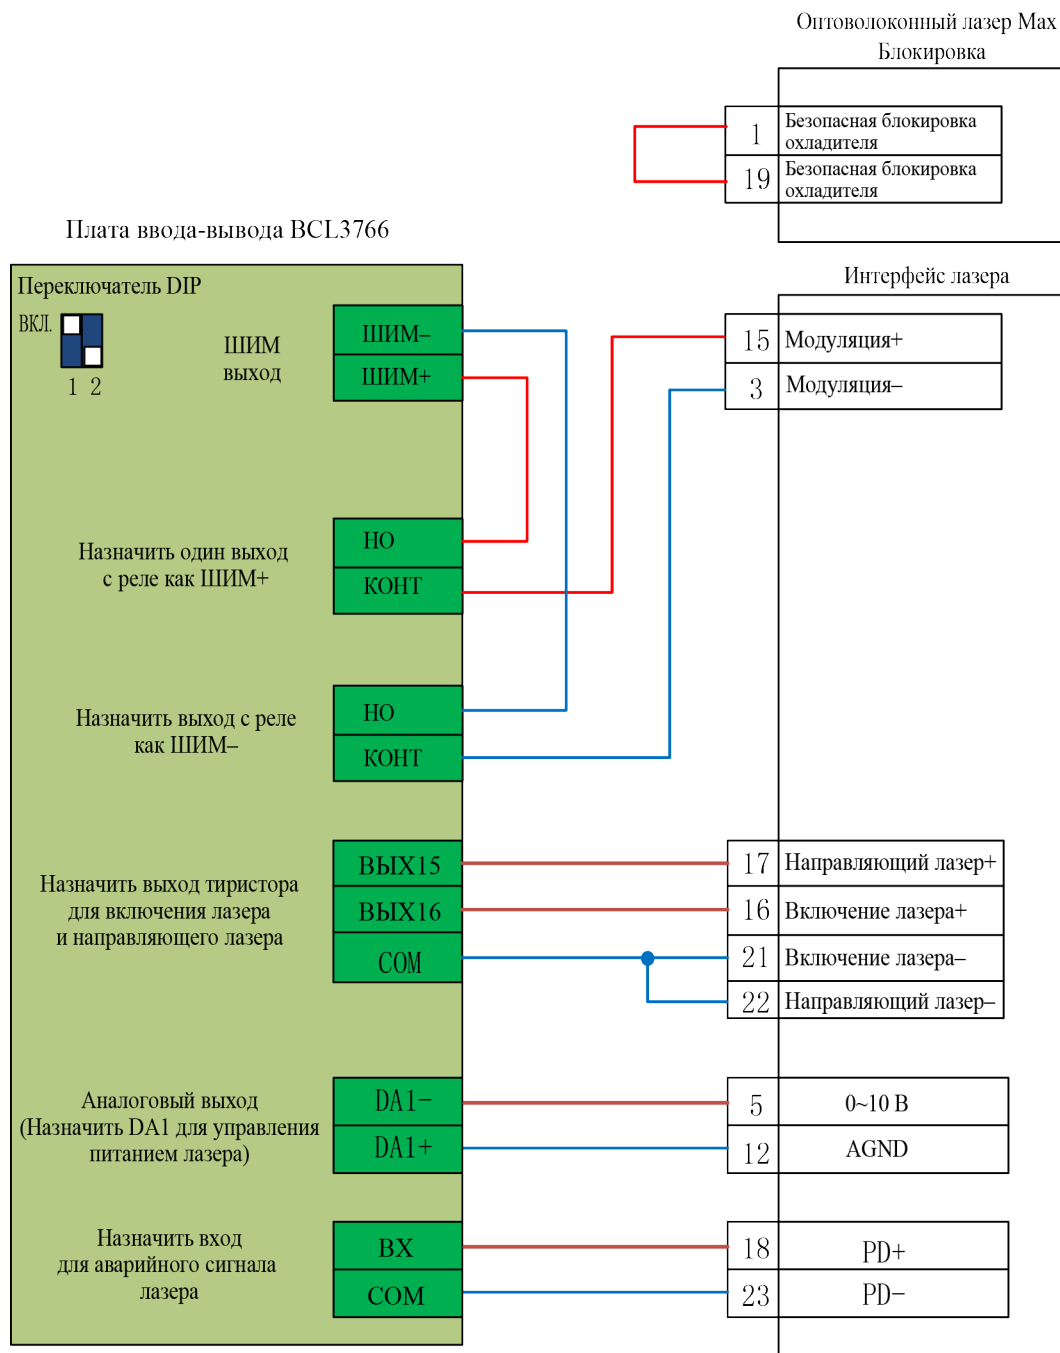 Оптоволоконный лазер Max
Блокировка
1
Безопасная блокировка
охладителя
19
Безопасная блокировка
охладителя
Плата ввода-вывода BCL3766
Переключатель DIP
ВКЛ.
1 2
ШИМ
выход
ШИМ–
ШИМ+
Назначить один выход
с реле как ШИМ+
НО
КОНТ
Назначить выход с реле
как ШИМ–
НО
КОНТ
Назначить выход тиристора
для включения лазера
и направляющего лазера
ВЫХ15
ВЫХ16
COM
Аналоговый выход
(Назначить DA1 для управления
питанием лазера)
DA1-
DA1+
Назначить вход
для аварийного сигнала
лазера
ВХ
COM
Интерфейс лазера
15 Модуляция+
3 Модуляция–
17 Направляющий лазер+
16 Включение лазера+
21 Включение лазера–
22 Направляющий лазер–
5 0~10 В
12 AGND
18 PD+
23 PD-